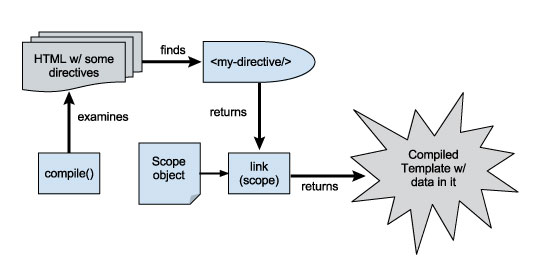 HTML w/ some
directives
finds
<my-directive/>
examines
returns
compile()
Scope
object
link
(scope)
returns
Compiled
Template w/
data in it